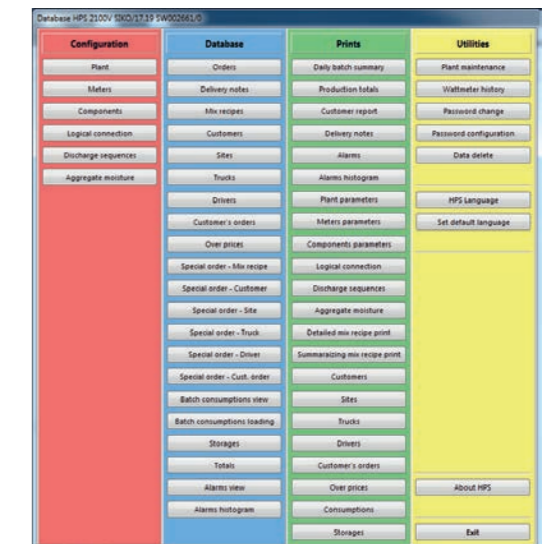 Database HPS 2100V SIKO/17.19 SW002661/0
Configuration
Plant
Meters
Components
Logical connection
Discharge sequences
Aggregate moisture
Database
Orders
Delivery notes
Mix recipes
Customers
Sites
Trucks
Drivers
Customer's orders
Over prices
Special order - Mix recipe
Special order - Customer
Special order - Site
Special order - Truck
Special order - Driver
Special order - Cust. order
Batch consumptions view
Batch consumptions loading
Storages
Totals
Alarms view
Alarms histogram
Prints
Daily batch summary
Production totals
Customer report
Delivery notes
Alarms
Alarms histogram
Plant parameters
Meters parameters
Components parameters
Logical connection
Discharge sequences
Aggregate moisture
Detailed mix recipe print
Summaraizing mix recipe print
Customers
Sites
Trucks
Drivers
Customer's orders
Over prices
Consumptions
Storages
Utilities
Plant maintenance
Wattmeter history
Password change
Password configuration
Data delete
HPS Language
Set default language
About HPS
Exit